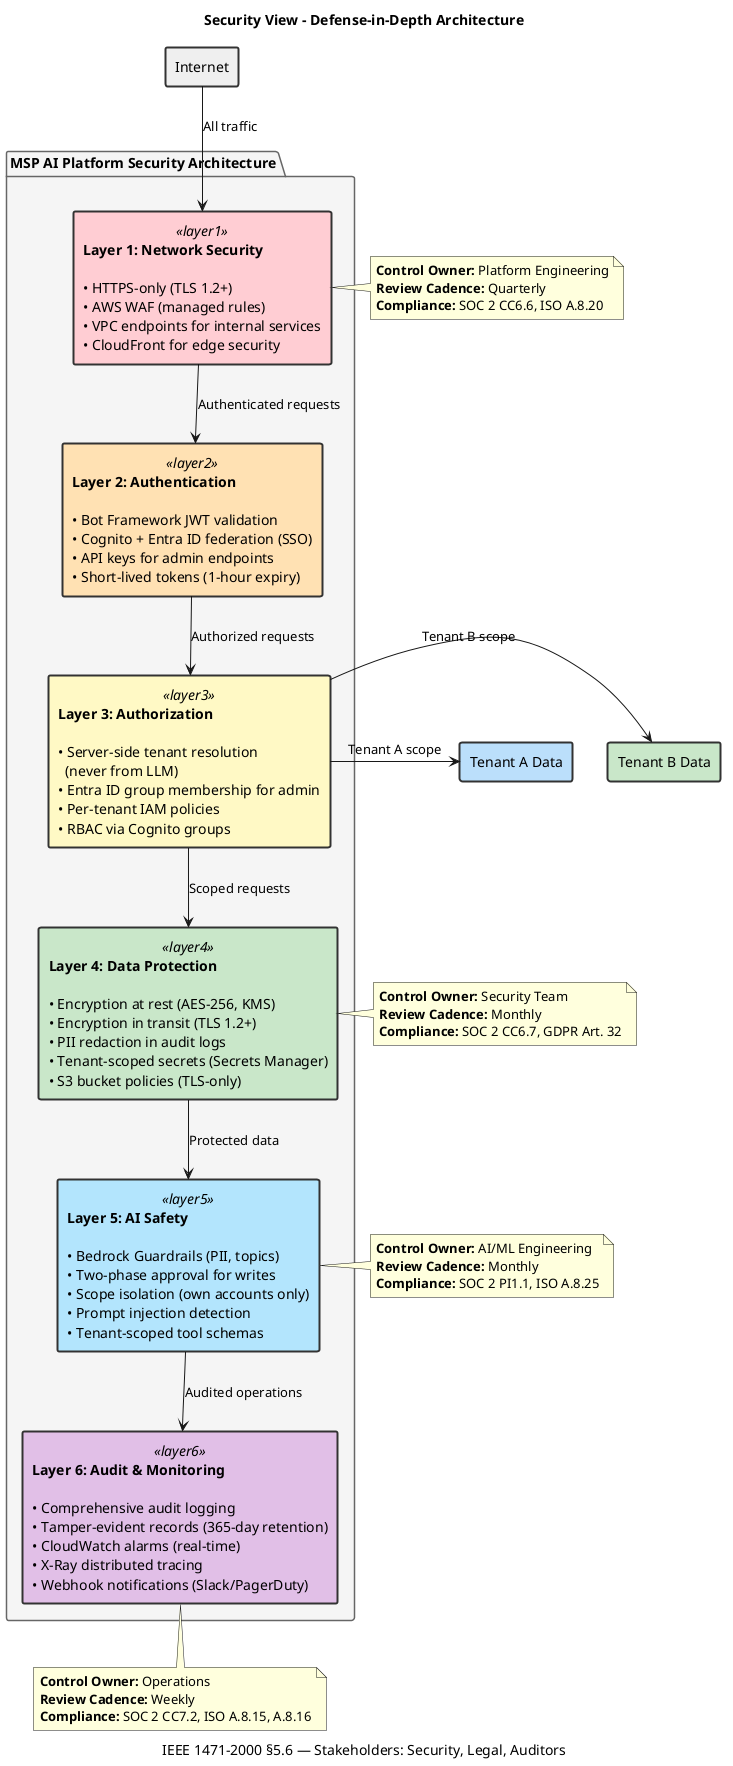 Security View - Defense-in-Depth Architecture
Internet
All traffic
MSP AI Platform Security Architecture
«layer1»
Layer 1: Network Security
• HTTPS-only (TLS 1.2+)
• AWS WAF (managed rules)
• VPC endpoints for internal services
• CloudFront for edge security
Control Owner: Platform Engineering
Review Cadence: Quarterly
Compliance: SOC 2 CC6.6, ISO A.8.20
Authenticated requests
«layer2»
Layer 2: Authentication
• Bot Framework JWT validation
• Cognito + Entra ID federation (SSO)
• API keys for admin endpoints
• Short-lived tokens (1-hour expiry)
Authorized requests
«layer3»
Layer 3: Authorization
• Server-side tenant resolution
(never from LLM)
• Entra ID group membership for admin
• Per-tenant IAM policies
• RBAC via Cognito groups
Tenant B scope
Tenant A scope
Tenant A Data
Tenant B Data
Scoped requests
«layer4»
Layer 4: Data Protection
• Encryption at rest (AES-256, KMS)
• Encryption in transit (TLS 1.2+)
• PII redaction in audit logs
• Tenant-scoped secrets (Secrets Manager)
• S3 bucket policies (TLS-only)
Control Owner: Security Team
Review Cadence: Monthly
Compliance: SOC 2 CC6.7, GDPR Art. 32
Protected data
«layer5»
Layer 5: AI Safety
• Bedrock Guardrails (PII, topics)
• Two-phase approval for writes
• Scope isolation (own accounts only)
• Prompt injection detection
• Tenant-scoped tool schemas
Control Owner: AI/ML Engineering
Review Cadence: Monthly
Compliance: SOC 2 PI1.1, ISO A.8.25
Audited operations
«layer6»
Layer 6: Audit & Monitoring
• Comprehensive audit logging
• Tamper-evident records (365-day retention)
• CloudWatch alarms (real-time)
• X-Ray distributed tracing
• Webhook notifications (Slack/PagerDuty)
Control Owner: Operations
Review Cadence: Weekly
Compliance: SOC 2 CC7.2, ISO A.8.15, A.8.16
IEEE 1471-2000 §5.6 — Stakeholders: Security, Legal, Auditors